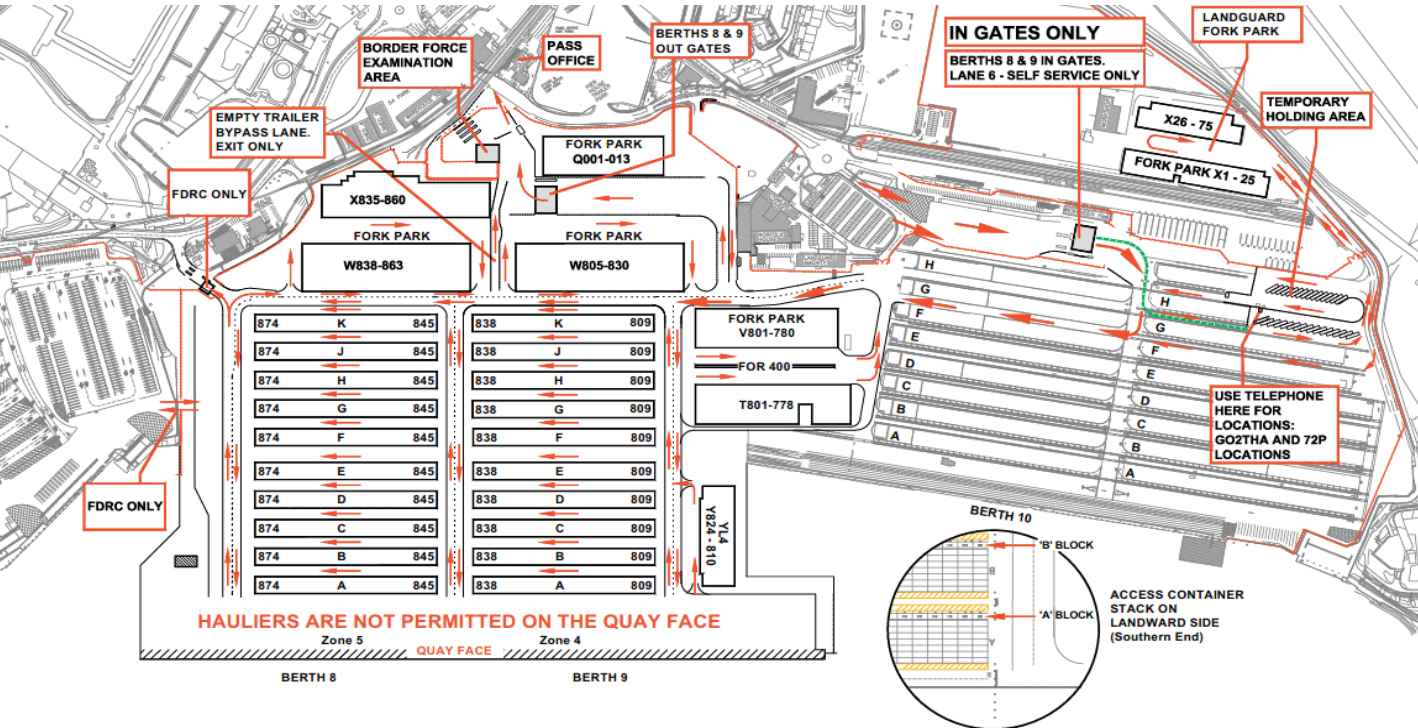 LANDGUARD
FORK PARK
IN GATES ONLY
BERTHS 8 & 9 IN GATES.
LANE 6 - SELF SERVICE ONLY
BERTHS 8 & 9
OUT GATES
PASS
OFFICE
BORDER FORCE
EXAMINATION
AREA
EMPTY TRAILER
BYPASS LANE.
EXIT ONLY
TEMPORARY
HOLDING AREA
X26 - 75
FORK PARK X1 - 25
FORK PARK
Q001-013
FDRC ONLY
X835-860
FORK PARK
W838-863
FORK PARK
W805-830
FORK PARK
V801-780
FOR 400
T801-778
H
G
F
E
D
C
B
A
H
G
F
E
D
C
B
A
USE TELEPHONE
HERE FOR
LOCATIONS:
GO2THA AND 72P
LOCATIONS
874 K 845 838 K 809
874 J 845 838 J 809
874 H 845 838 H 809
874 G 845 838 G 809
874 F 845 838 F 809
874 E 845 838 E 809
874 D 845 838 D 809
874 C 845 838 C 809
874 B 845 838 B 809
874 A 845 838 A 809
FDRC ONLY
YL4
Y824 - 810
BERTH 10
'B' BLOCK
'A' BLOCK
ACCESS CONTAINER
STACK ON
LANDWARD SIDE
(Southern End)
HAULIERS ARE NOT PERMITTED ON THE QUAY FACE
Zone 5
Zone 4
QUAY FACE
BERTH 8
BERTH 9